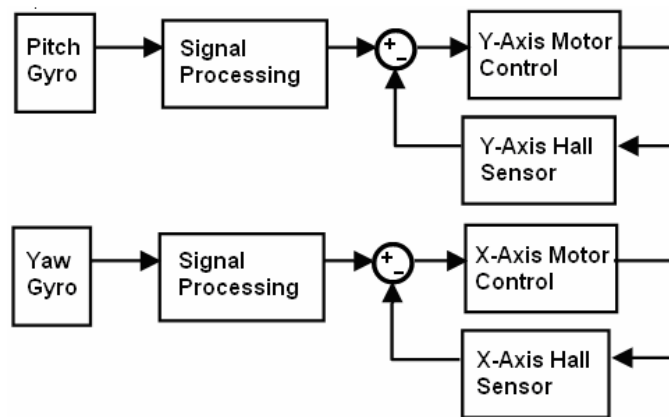 Pitch
Gyro
Signal
Processing
+
-
Y-Axis Motor
Control
Y-Axis Hall
Sensor
Yaw
Gyro
Signal
Processing
+
-
X-Axis Motor
Control
X-Axis Hall
Sensor